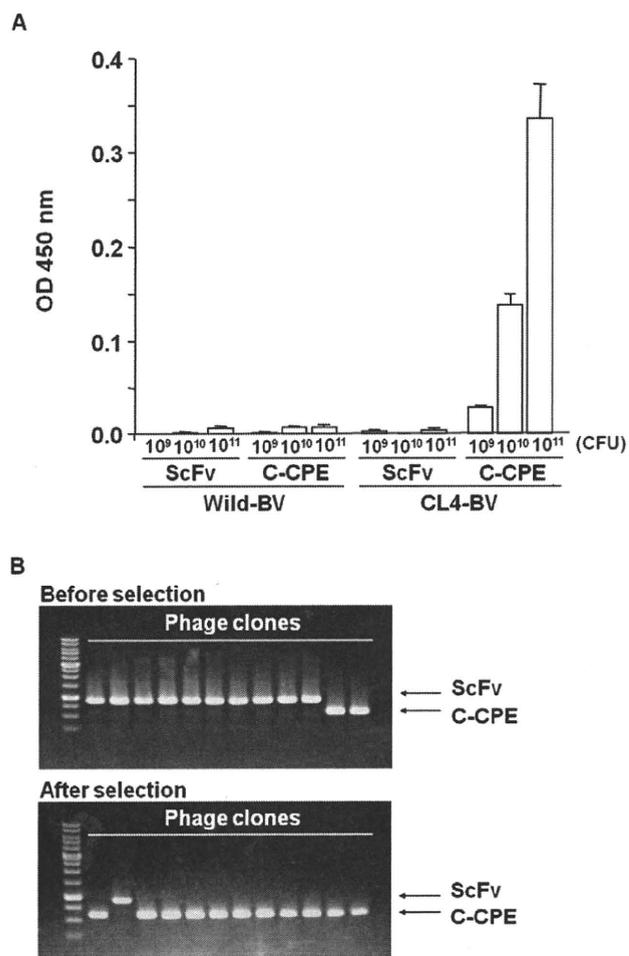 A
OD 450 nm
0.4
0.3
0.2
0.1
0.0
10⁹ 10¹⁰ 10¹¹ 10⁹ 10¹⁰ 10¹¹ 10⁹ 10¹⁰ 10¹¹ 10⁹ 10¹⁰ 10¹¹ (CFU)
ScFv C-CPE ScFv C-CPE
Wild-BV CL4-BV
B
Before selection
Phage clones
ScFv
C-CPE
After selection
Phage clones
ScFv
C-CPE